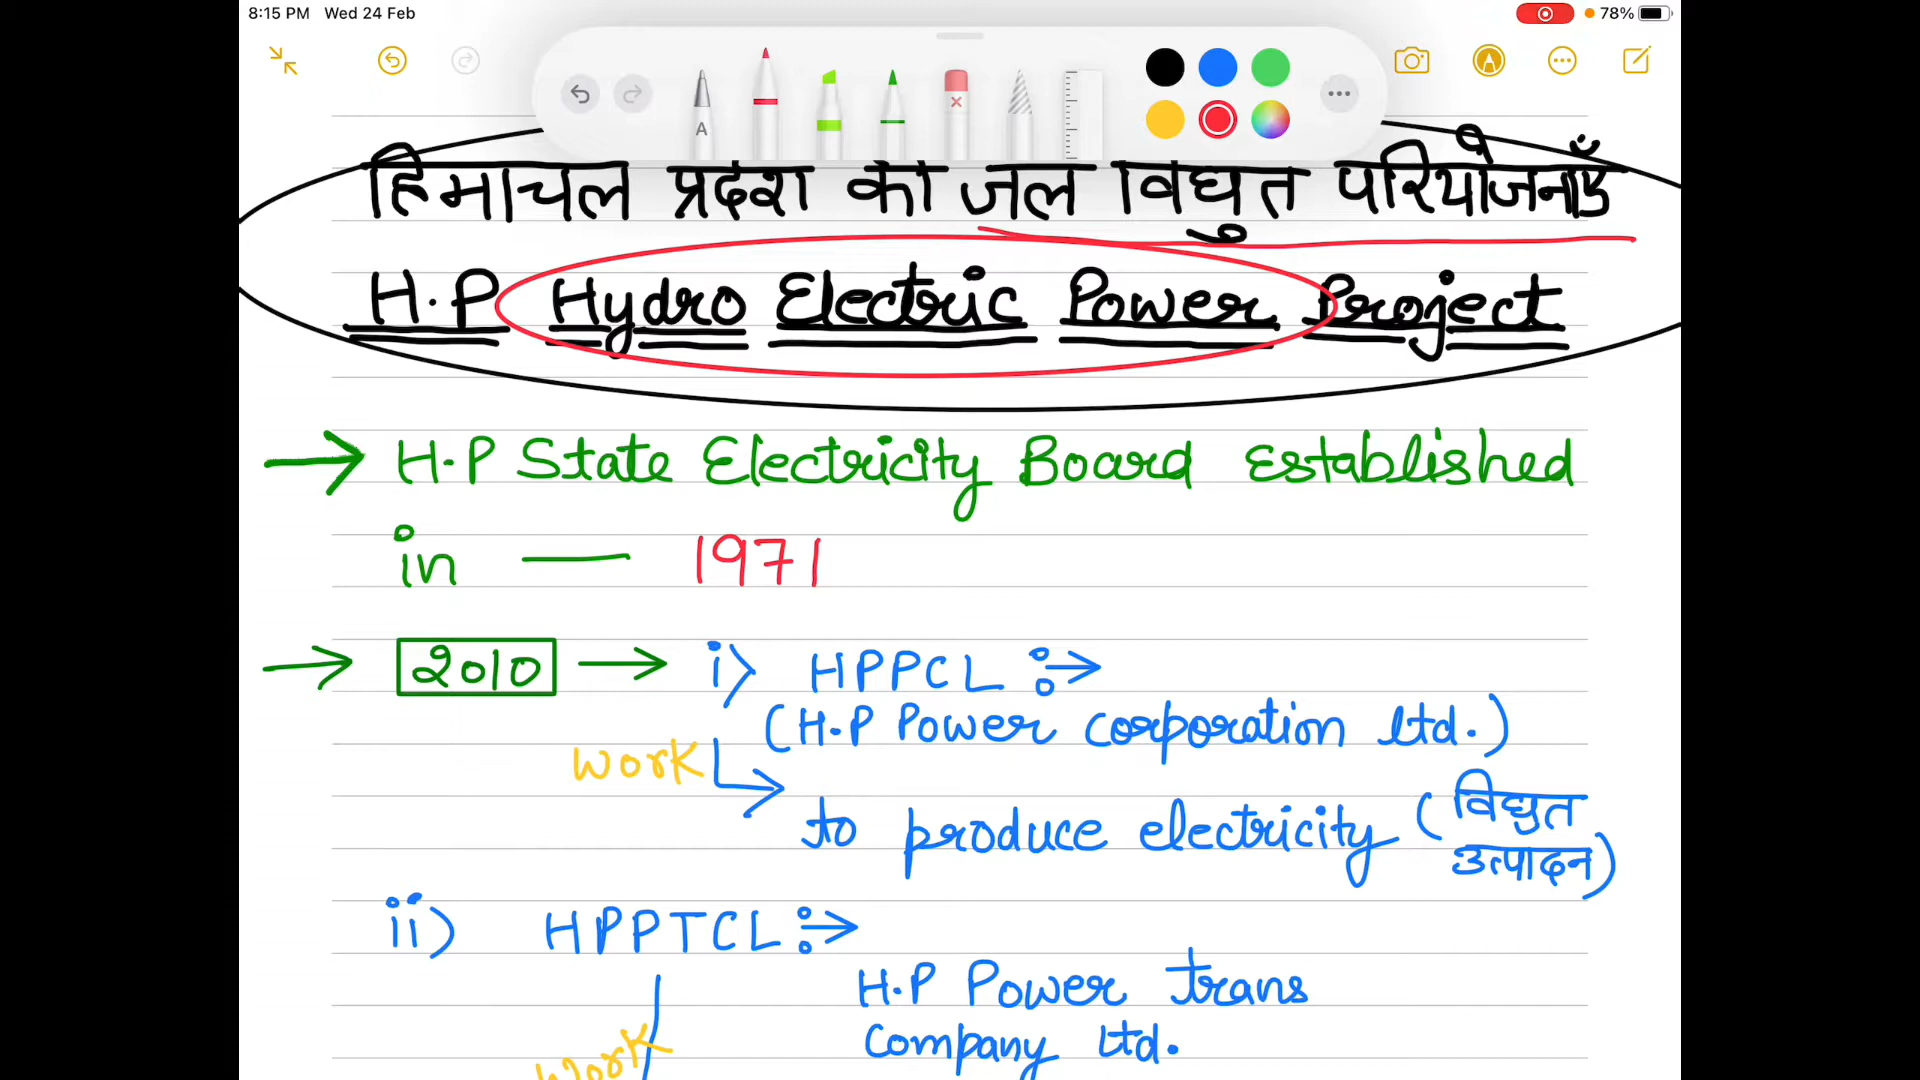 8:15 PM Wed 24 Feb
78%
A
हिमाचल प्रदेश की जल विद्युत परियोजनाएँ
H.P Hydro Electric Power Project
→ H.P State Electricity Board Established
in — 1971
→ 2010 → i) HPPCL :→
(H.P Power corporation ltd.)
Work
to produce electricity (विद्युत
उत्पादन)
ii) HPPTCL :→
H.P Power trans
Company Ltd.
Work